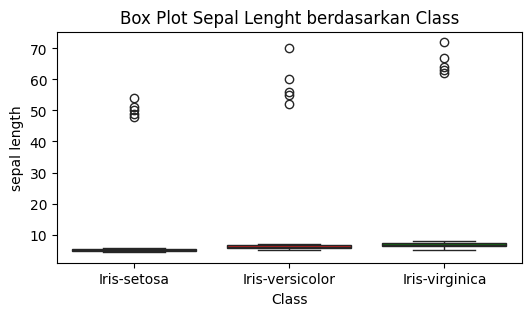 Box Plot Sepal Lenght berdasarkan Class
70
60
50
40
30
20
10
sepal length
Iris-setosa Iris-versicolor Iris-virginica
Class